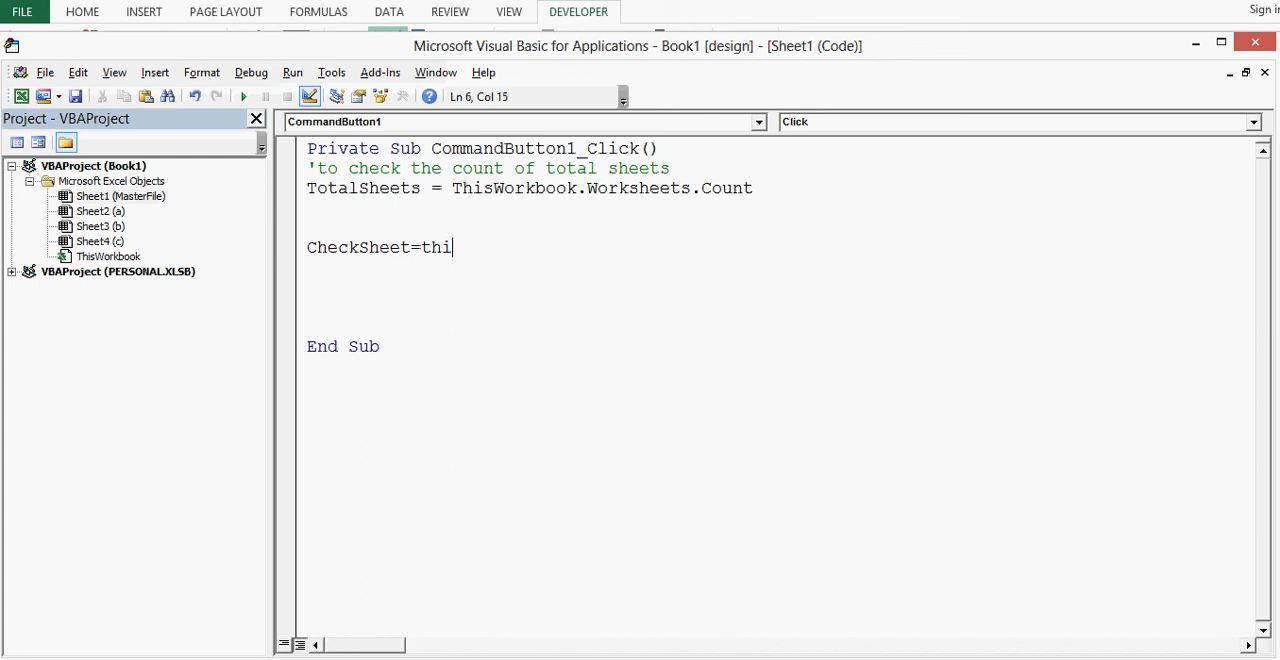 FILE HOME INSERT PAGE LAYOUT FORMULAS DATA REVIEW VIEW DEVELOPER Sign
Microsoft Visual Basic for Applications - Book1 [design] - [Sheet1 (Code)]
File Edit View Insert Format Debug Run Tools Add-Ins Window Help
Ln 6, Col 15
Project - VBAProject
CommandButton1 Click
VBAProject (Book1)
Microsoft Excel Objects
Sheet1 (MasterFile)
Sheet2 (a)
Sheet3 (b)
Sheet4 (c)
ThisWorkbook
VBAProject (PERSONAL.XLSB)
Private Sub CommandButton1_Click()
'to check the count of total sheets
TotalSheets = ThisWorkbook.Worksheets.Count
CheckSheet=thi
End Sub